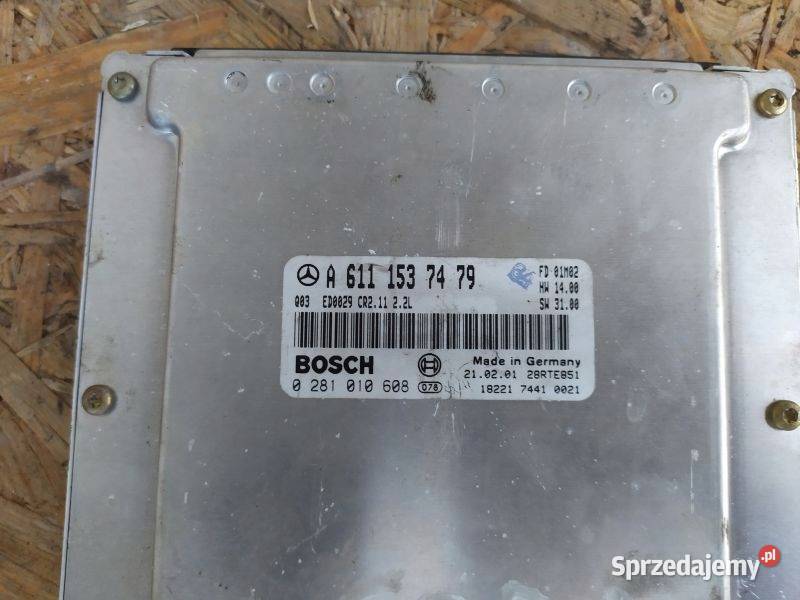 A 611 153 74 79
FD 01M02
HW 14.00
Q03 ED0029 CR2.11 2.2L
SW 31.00
BOSCH
Made in Germany
21.02.01 28RTE851
0 281 010 608 078
18221 7441 0021
Sprzedajemy.pl